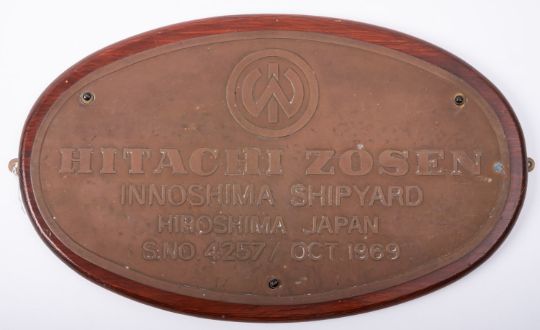 HITACHI ZOSEN
INNOSHIMA SHIPYARD
HIROSHIMA JAPAN
S.NO. 4257/ OCT.1969